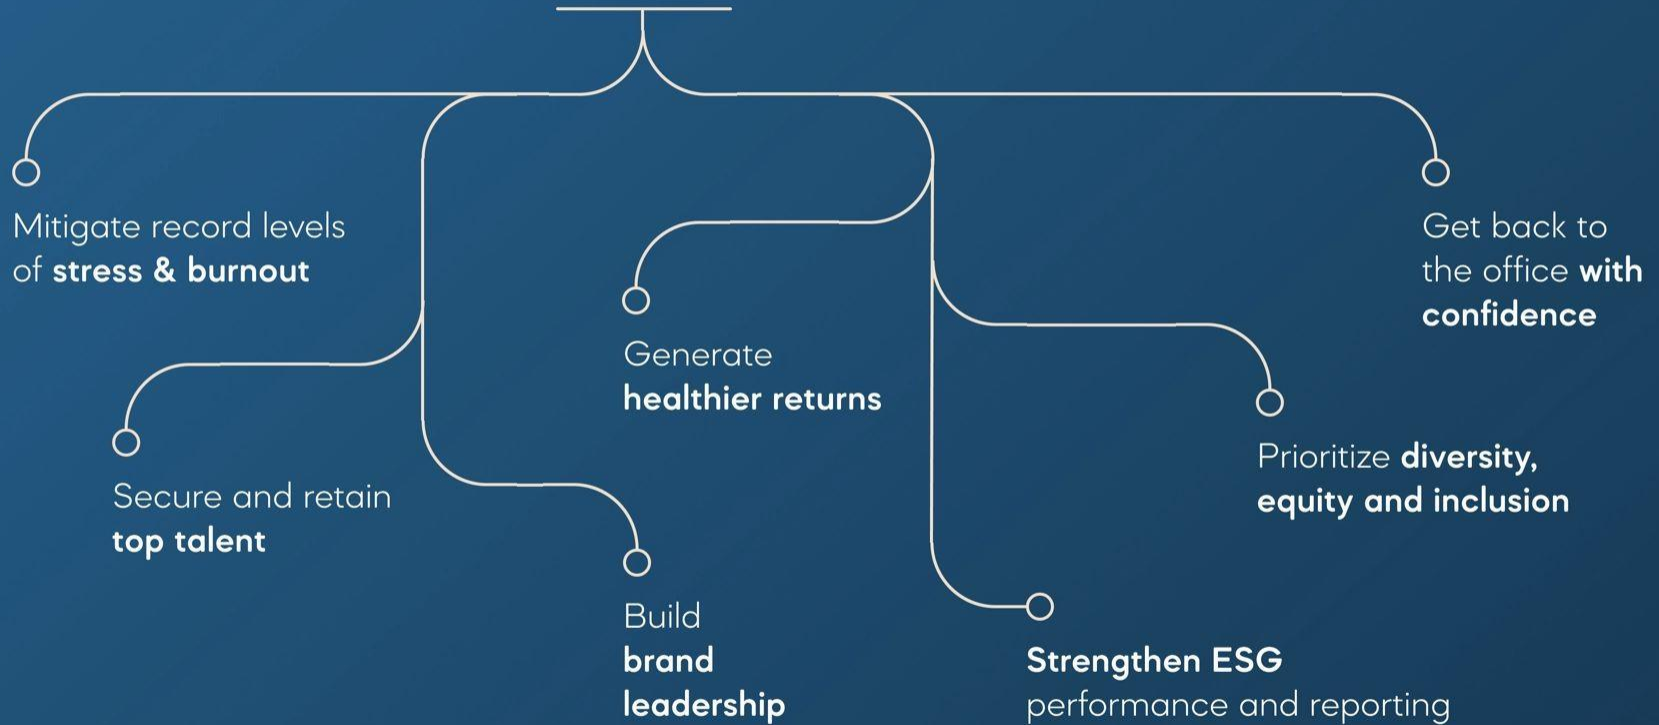 Mitigate record levels
of stress & burnout
Secure and retain
top talent
Build
brand
leadership
Generate
healthier returns
Strengthen ESG
performance and reporting
Prioritize diversity,
equity and inclusion
Get back to
the office with
confidence